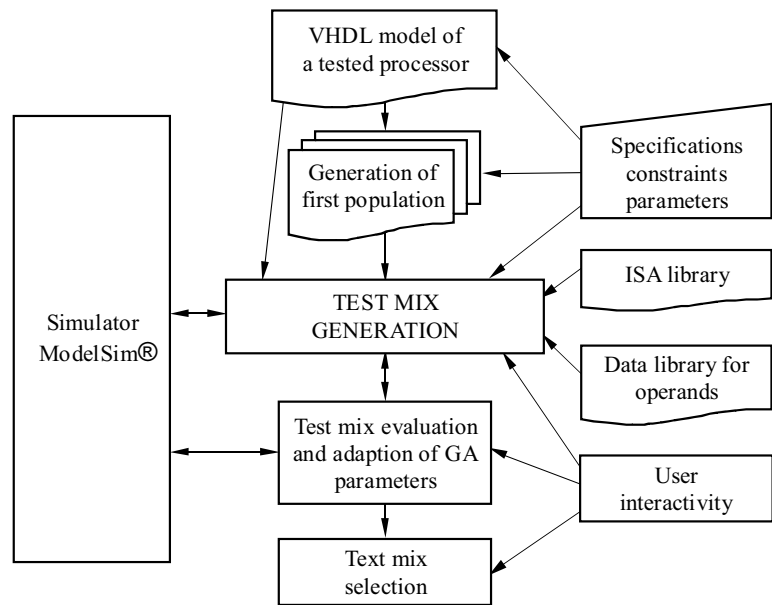 VHDL model of
a tested processor
Generation of
first population
Specifications
constraints
parameters
ISA library
TEST MIX
GENERATION
Simulator
ModelSim®
Data library for
operands
Test mix evaluation
and adaption of GA
parameters
User
interactivity
Text mix
selection